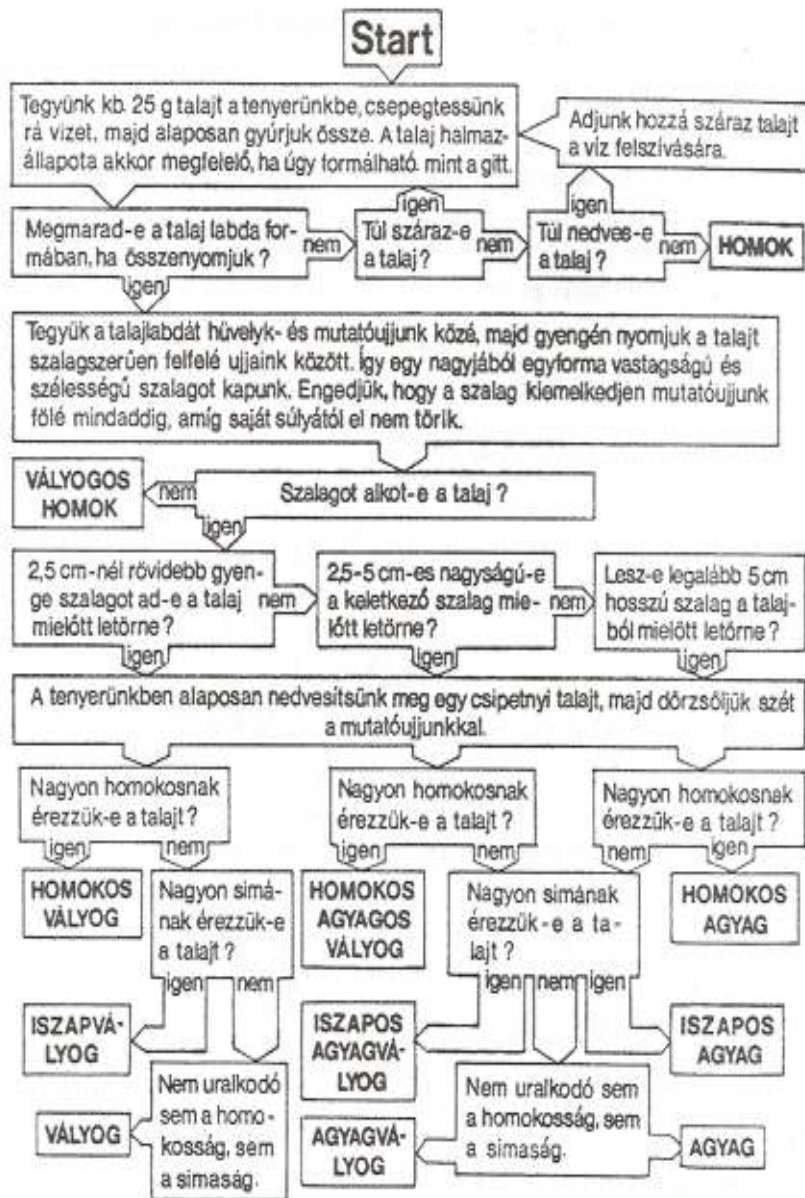 Start
Tegyünk kb. 25 g talajt a tenyerünkbe, csepegtessünk
rá vizet, majd alaposan gyúrjuk össze. A talaj halmaz-
állapota akkor megfelelő, ha úgy formálható mint a gitt.
Adjunk hozzá száraz talajt
a víz felszívására.
Megmarad-e a talaj labda for-
mában, ha összenyomjuk ?
nem
igen
Túl száraz-e
a talaj ?
nem
igen
Túl nedves-e
a talaj ?
nem
HOMOK
igen
Tegyük a talajlabdát hüvelyk- és mutatóujjunk közé, majd gyengén nyomjuk a talajt
szalagszerűen felfelé ujjaink között. Így egy nagyjából egyforma vastagságú és
szélességű szalagot kapunk. Engedjük, hogy a szalag kiemelkedjen mutatóujjunk
fölé mindaddig, amíg saját súlyától el nem törik.
VÁLYOGOS
HOMOK
nem
Szalagot alkot-e a talaj ?
igen
2,5 cm-nél rövidebb gyen-
ge szalagot ad-e a talaj
mielőtt letörne ?
nem
2,5-5 cm-es nagyságú-e
a keletkező szalag mie-
lőtt letörne ?
nem
Lesz-e legalább 5 cm
hosszú szalag a talaj-
ból mielött letörne ?
igen
igen
igen
A tenyerünkben alaposan nedvesítsünk meg egy csipetnyi talajt, majd dörzsöljük szét
a mutatóujjunkkal.
Nagyon homokosnak
érezzük-e a talajt ?
igen
nem
Nagyon homokosnak
érezzük-e a talajt ?
igen
nem
Nagyon homokosnak
érezzük-e a talajt ?
nem
igen
HOMOKOS
VÁLYOG
Nagyon simá-
nak érezzük-e
a talajt ?
igen
nem
HOMOKOS
AGYAGOS
VÁLYOG
Nagyon simának
érezzük-e a ta-
lajt ?
igen
nem
igen
HOMOKOS
AGYAG
ISZAPVÁ-
LYOG
ISZAPOS
AGYAGVÁ-
LYOG
ISZAPOS
AGYAG
VÁLYOG
Nem uralkodó
sem a homo-
kosság, sem
a simaság.
AGYAGVÁ-
LYOG
Nem uralkodó sem
a homokosság, sem
a simaság.
AGYAG